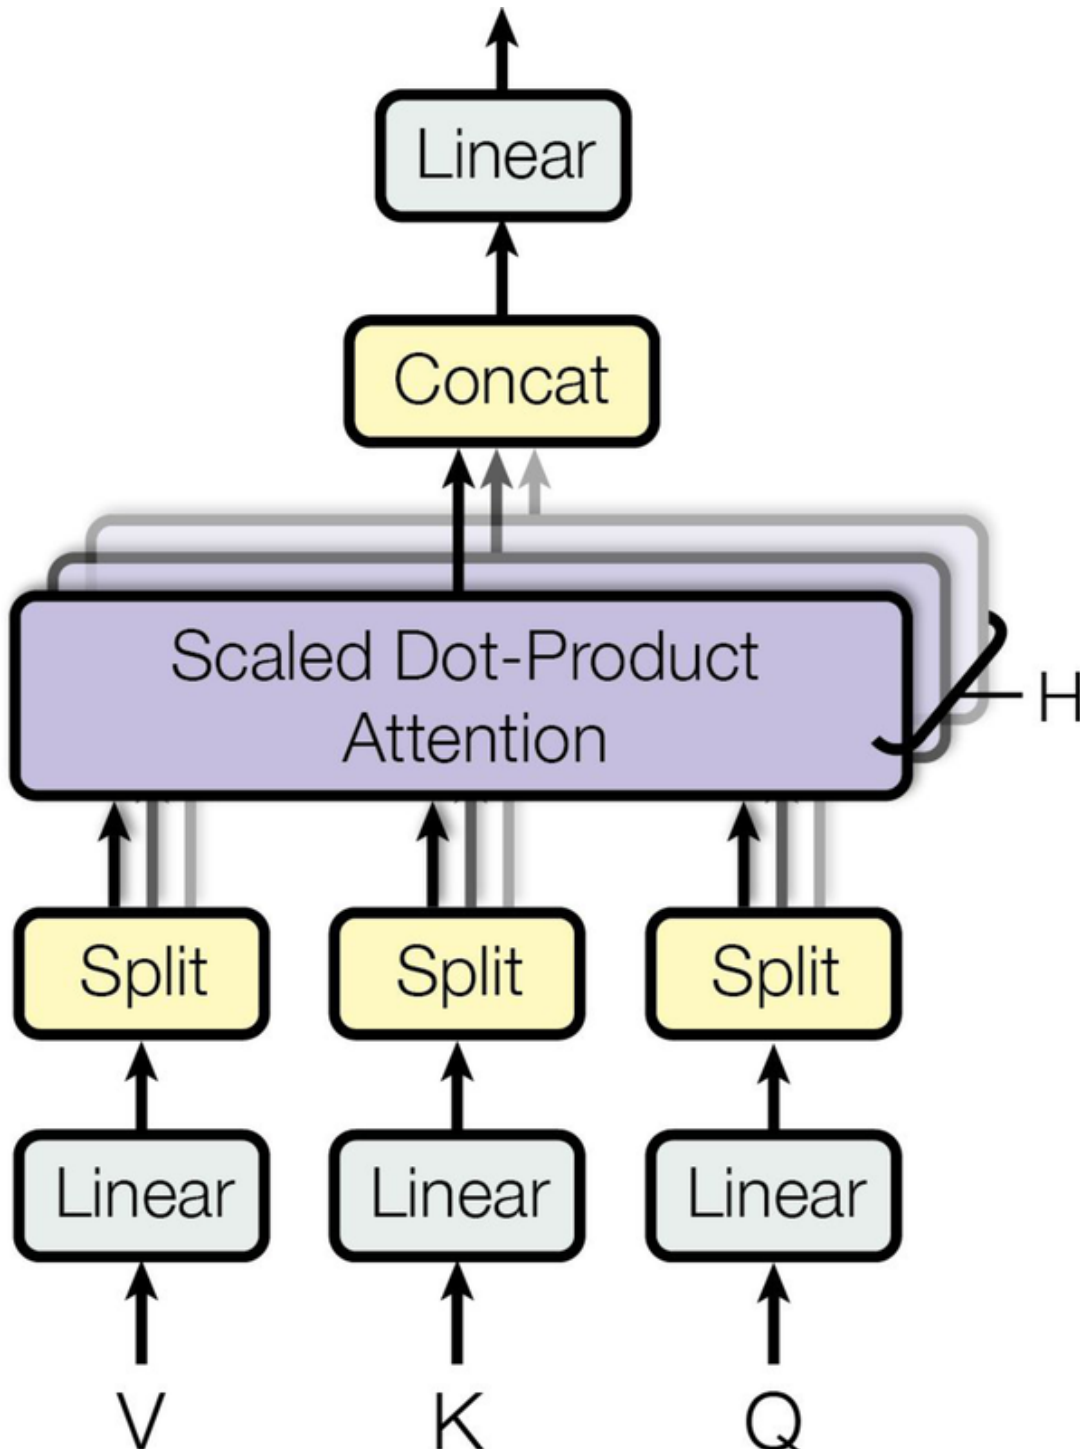 Linear
Concat
Scaled Dot-Product
Attention
H
Split Split Split
Linear Linear Linear
V K Q